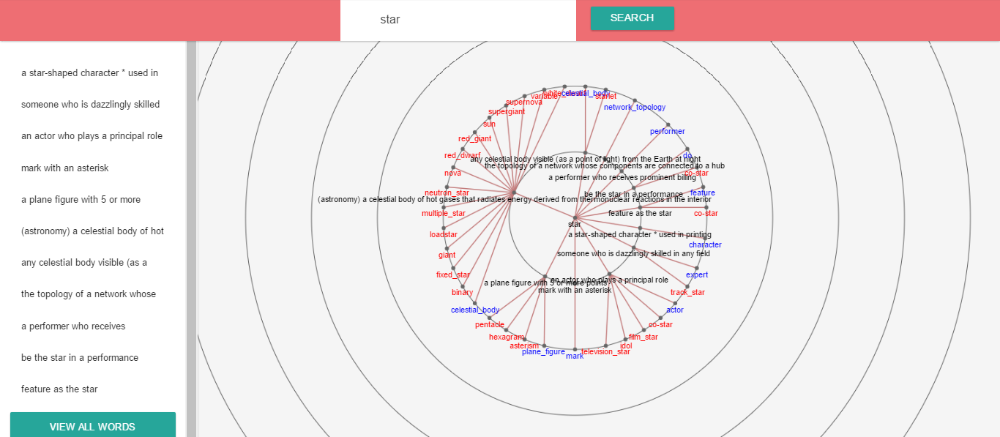 star
SEARCH
a star-shaped character * used in
someone who is dazzlingly skilled
an actor who plays a principal role
mark with an asterisk
a plane figure with 5 or more
(astronomy) a celestial body of hot
any celestial body visible (as a
the topology of a network whose
a performer who receives
be the star in a performance
feature as the star
VIEW ALL WORDS
celestial_body
starlet
supernova
network_topology
supergiant
sun
performer
red_giant
red_dwarf
do
any celestial body visible (as a point of light) from the Earth at night
the topology of a network whose components are connected to a hub
nova
co-star
a performer who receives prominent billing
neutron_star
be the star in a performance
feature
(astronomy) a celestial body of hot gases that radiates energy derived from thermonuclear reactions in the interior
multiple_star
feature as the star
co-star
star
loadstar
a star-shaped character * used in printing
character
giant
someone who is dazzlingly skilled in any field
fixed_star
expert
an actor who plays a principal role
a plane figure with 5 or more points
mark with an asterisk
binary
track_star
celestial_body
actor
pentacle
co-star
hexagram
film_star
asterism
idol
plane_figure
mark
television_star